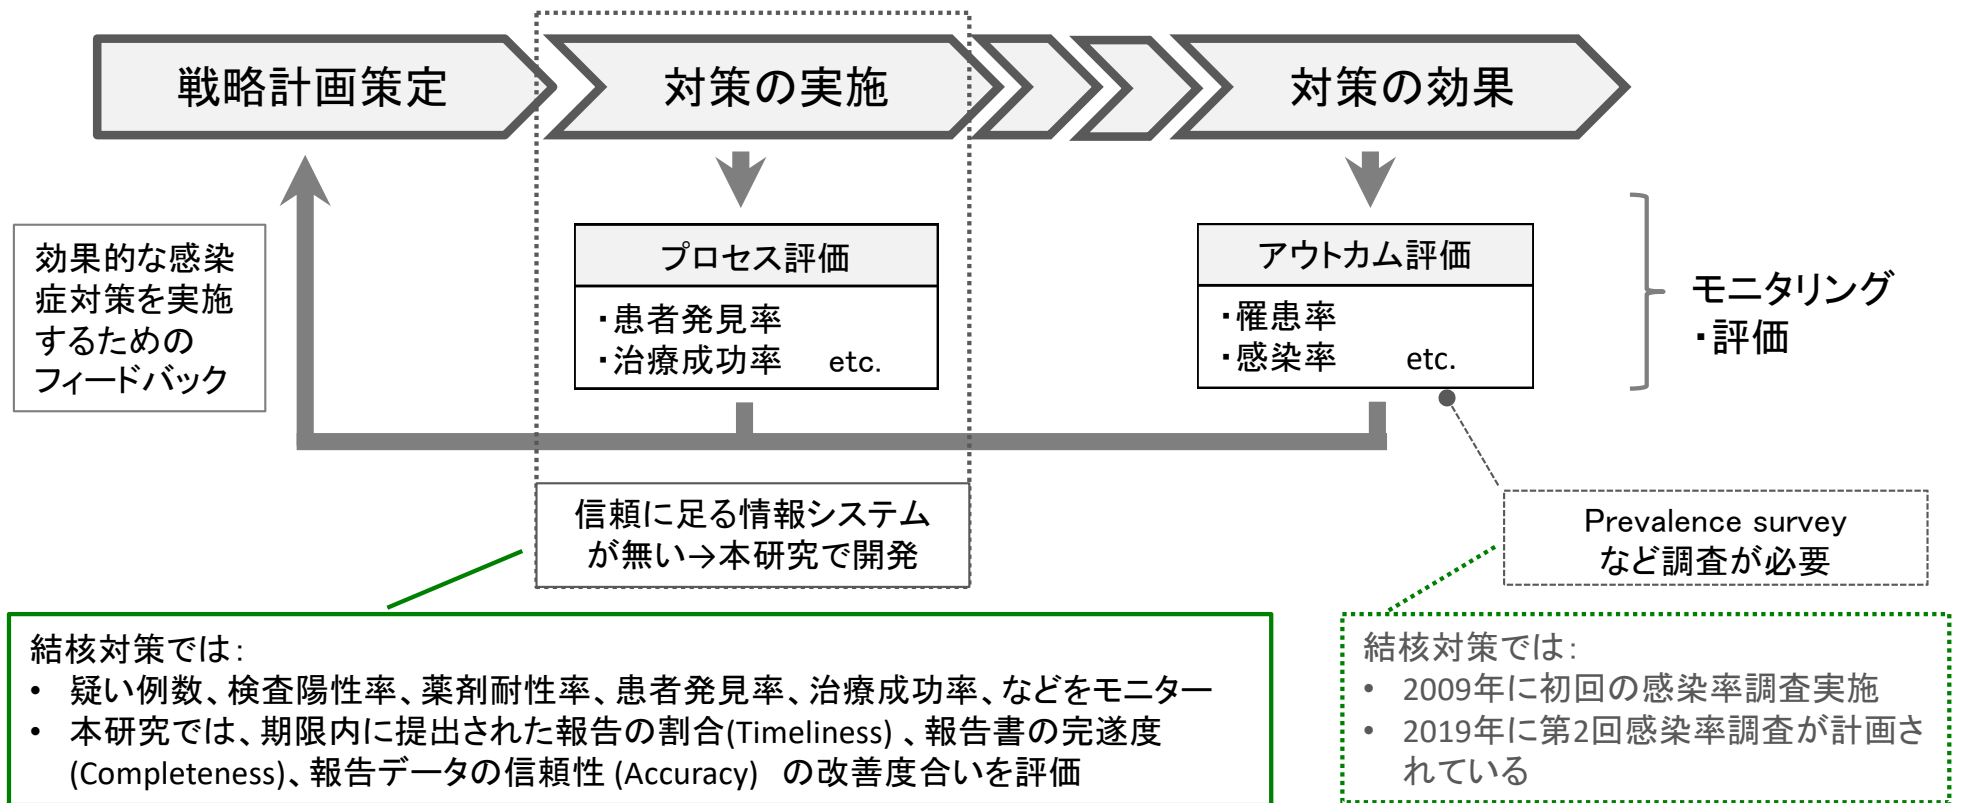 戦略計画策定
対策の実施
対策の効果
効果的な感染
症対策を実施
するための
フィードバック
プロセス評価
・患者発見率
・治療成功率 etc.
アウトカム評価
・罹患率
・感染率 etc.
モニタリング
・評価
信頼に足る情報システム
が無い→本研究で開発
Prevalence survey
など調査が必要
結核対策では:
• 疑い例数、検査陽性率、薬剤耐性率、患者発見率、治療成功率、などをモニター
• 本研究では、期限内に提出された報告の割合(Timeliness) 、報告書の完遂度
(Completeness)、報告データの信頼性 (Accuracy) の改善度合いを評価
結核対策では:
• 2009年に初回の感染率調査実施
• 2019年に第2回感染率調査が計画さ
れている